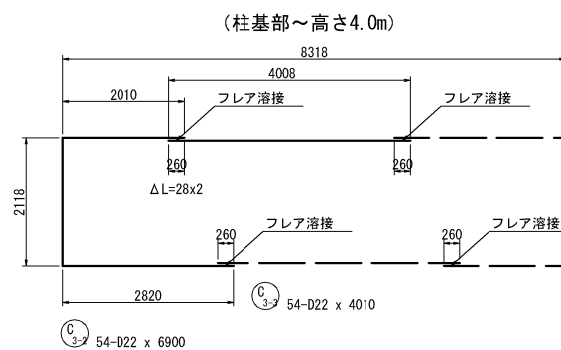 (柱基部～高さ4.0m)
8318
4008
2010
フレア溶接
フレア溶接
260
260
ΔL=28x2
2118
260
フレア溶接
260
フレア溶接
2820
C 3-3 54-D22 x 4010
C 3-2 54-D22 x 6900